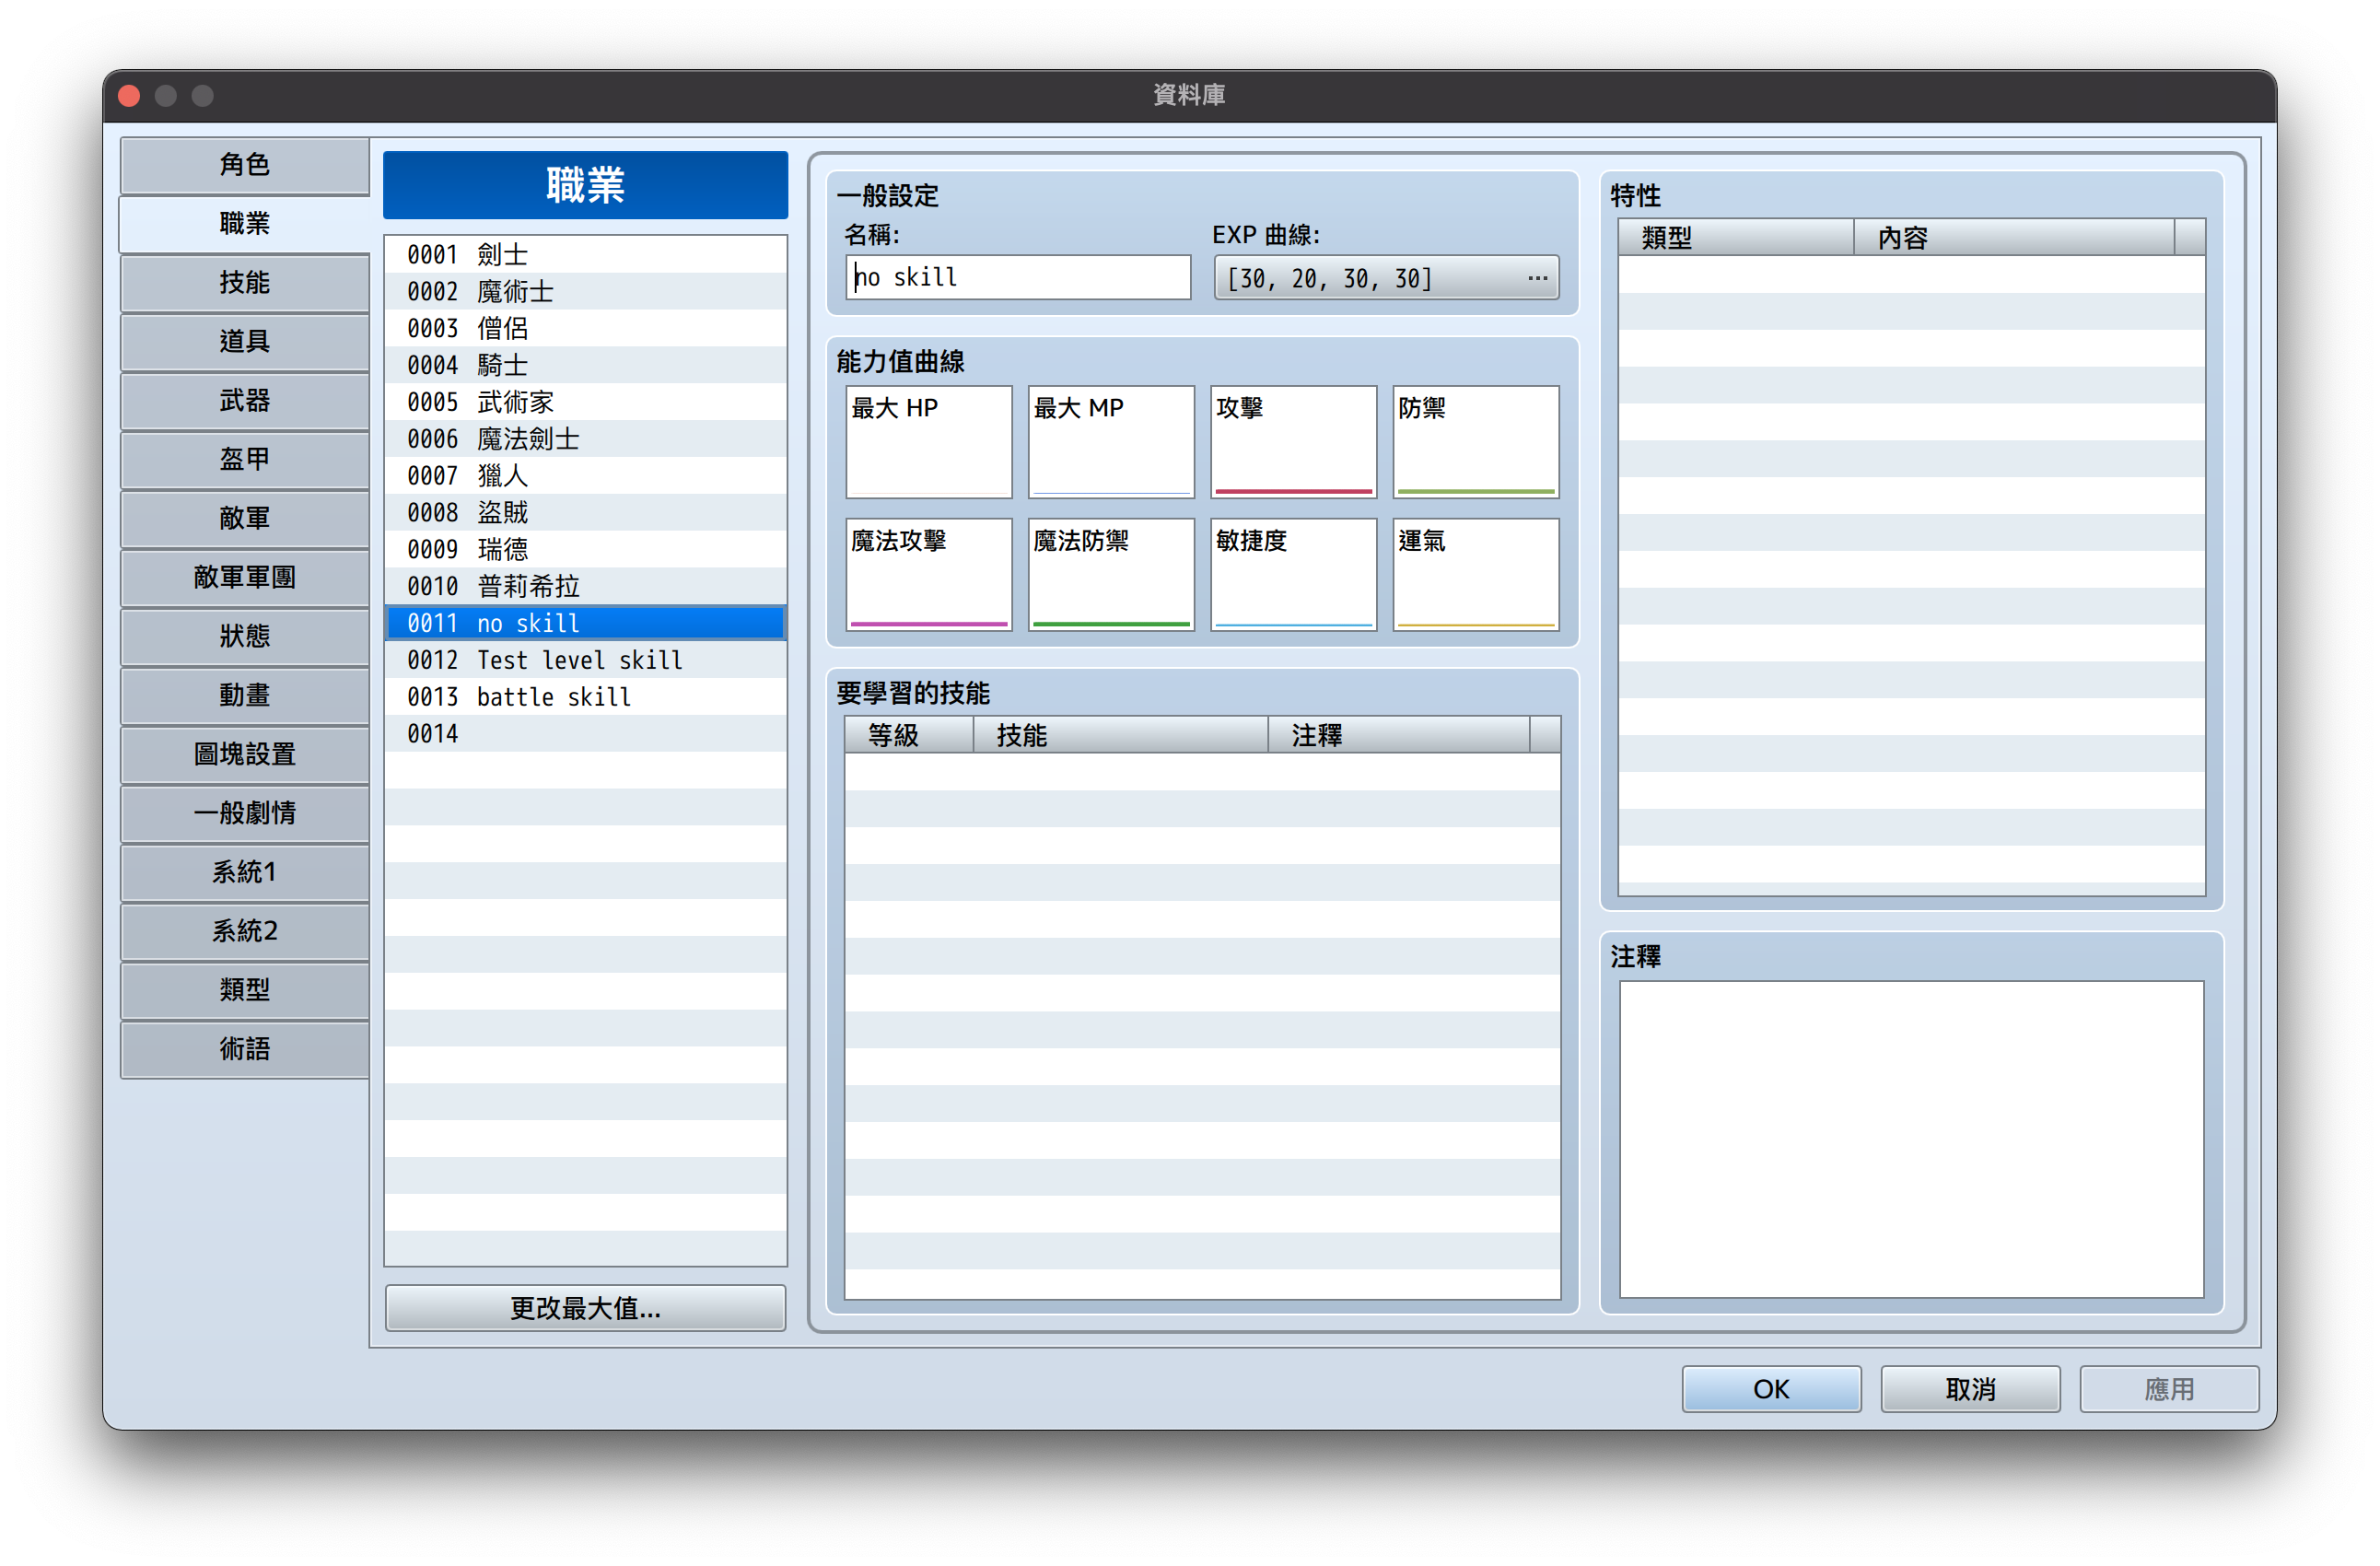 資料庫
角色
職業
技能
道具
武器
盔甲
敵軍
敵軍軍團
狀態
動畫
圖塊設置
一般劇情
系統1
系統2
類型
術語
職業
0001 劍士
0002 魔術士
0003 僧侶
0004 騎士
0005 武術家
0006 魔法劍士
0007 獵人
0008 盜賊
0009 瑞德
0010 普莉希拉
0011 no skill
0012 Test level skill
0013 battle skill
0014
更改最大值...
一般設定
名稱: EXP 曲線:
no skill [30, 20, 30, 30] ...
能力值曲線
最大 HP 最大 MP 攻擊 防禦
魔法攻擊 魔法防禦 敏捷度 運氣
要學習的技能
等級 技能 注釋
特性
類型 內容
注釋
OK 取消 應用